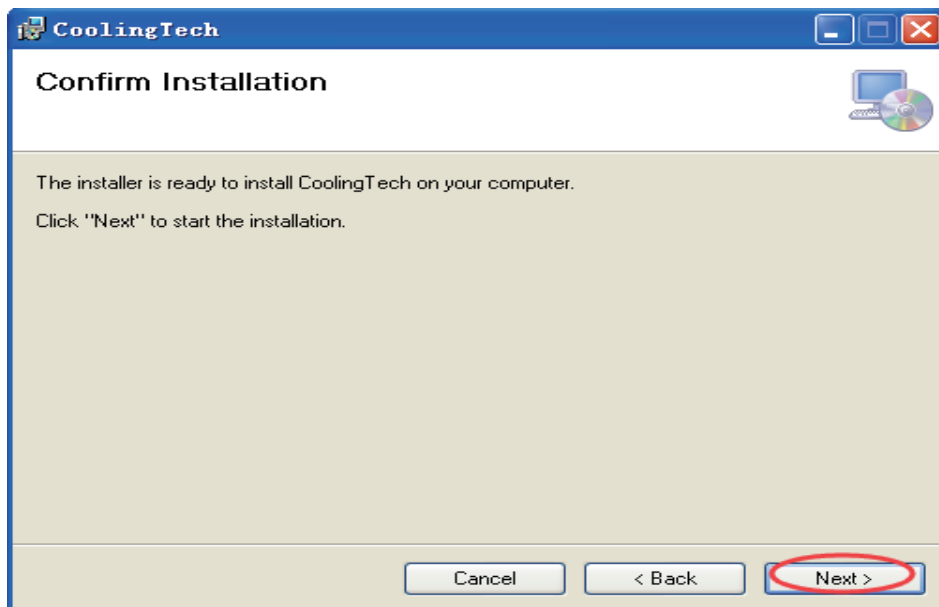 CoolingTech
Confirm Installation
The installer is ready to install CoolingTech on your computer.
Click "Next" to start the installation.
Cancel
< Back
Next >